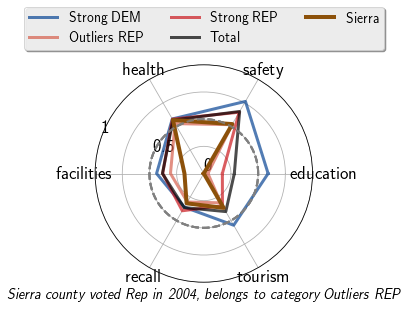 Strong DEM Strong REP Sierra
Outliers REP Total
health safety
1
0.5
0
facilities education
recall tourism
Sierra county voted Rep in 2004, belongs to category Outliers REP